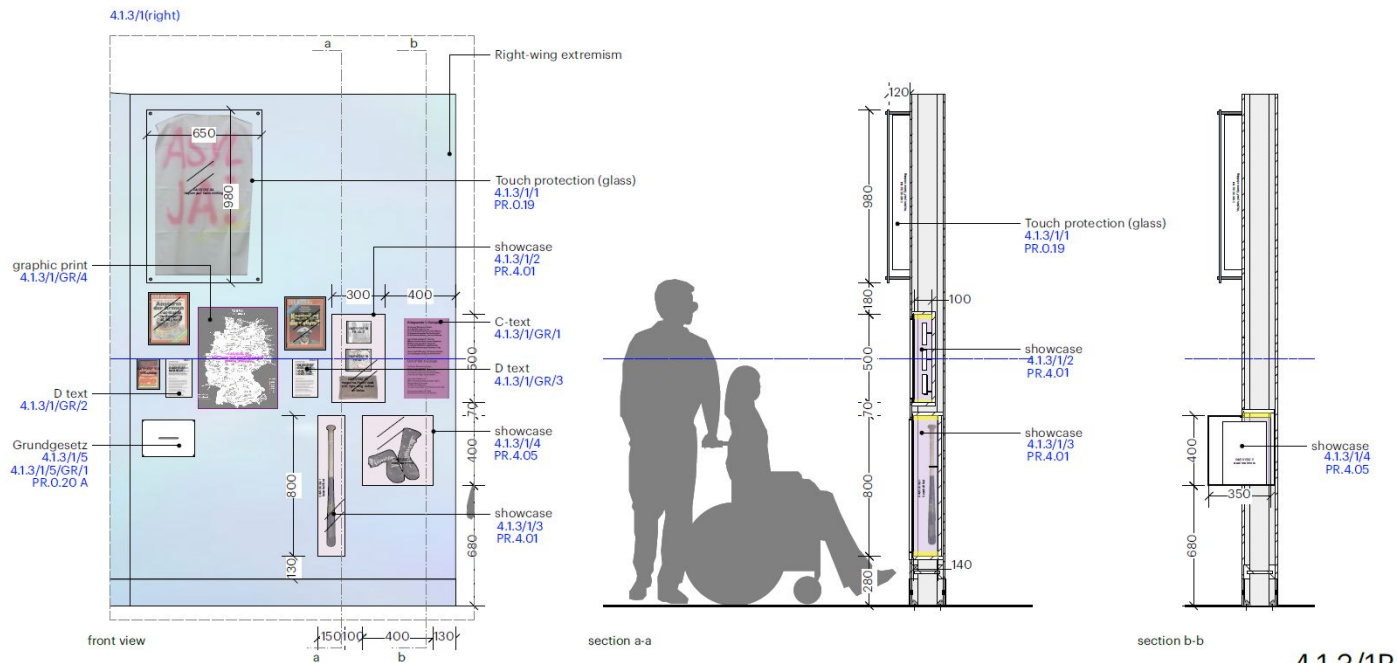 4.1.3/1(right)
a
b
Right-wing extremism
650
980
ASYL
JA!
Touch protection (glass)
4.1.3/1/1
PR.0.19
showcase
4.1.3/1/2
PR.4.01
graphic print
4.1.3/1/GR/4
300
400
C-text
4.1.3/1/GR/1
500
D text
4.1.3/1/GR/3
D text
4.1.3/1/GR/2
70
Grundgesetz
4.1.3/1/5
4.1.3/1/5/GR/1
PR.0.20 A
showcase
4.1.3/1/4
PR.4.05
400
800
showcase
4.1.3/1/3
PR.4.01
680
130
150
100
400
130
a
b
front view
120
980
Touch protection (glass)
4.1.3/1/1
PR.0.19
180
100
500
showcase
4.1.3/1/2
PR.4.01
70
showcase
4.1.3/1/3
PR.4.01
800
280
140
section a-a
400
showcase
4.1.3/1/4
PR.4.05
350
680
section b-b